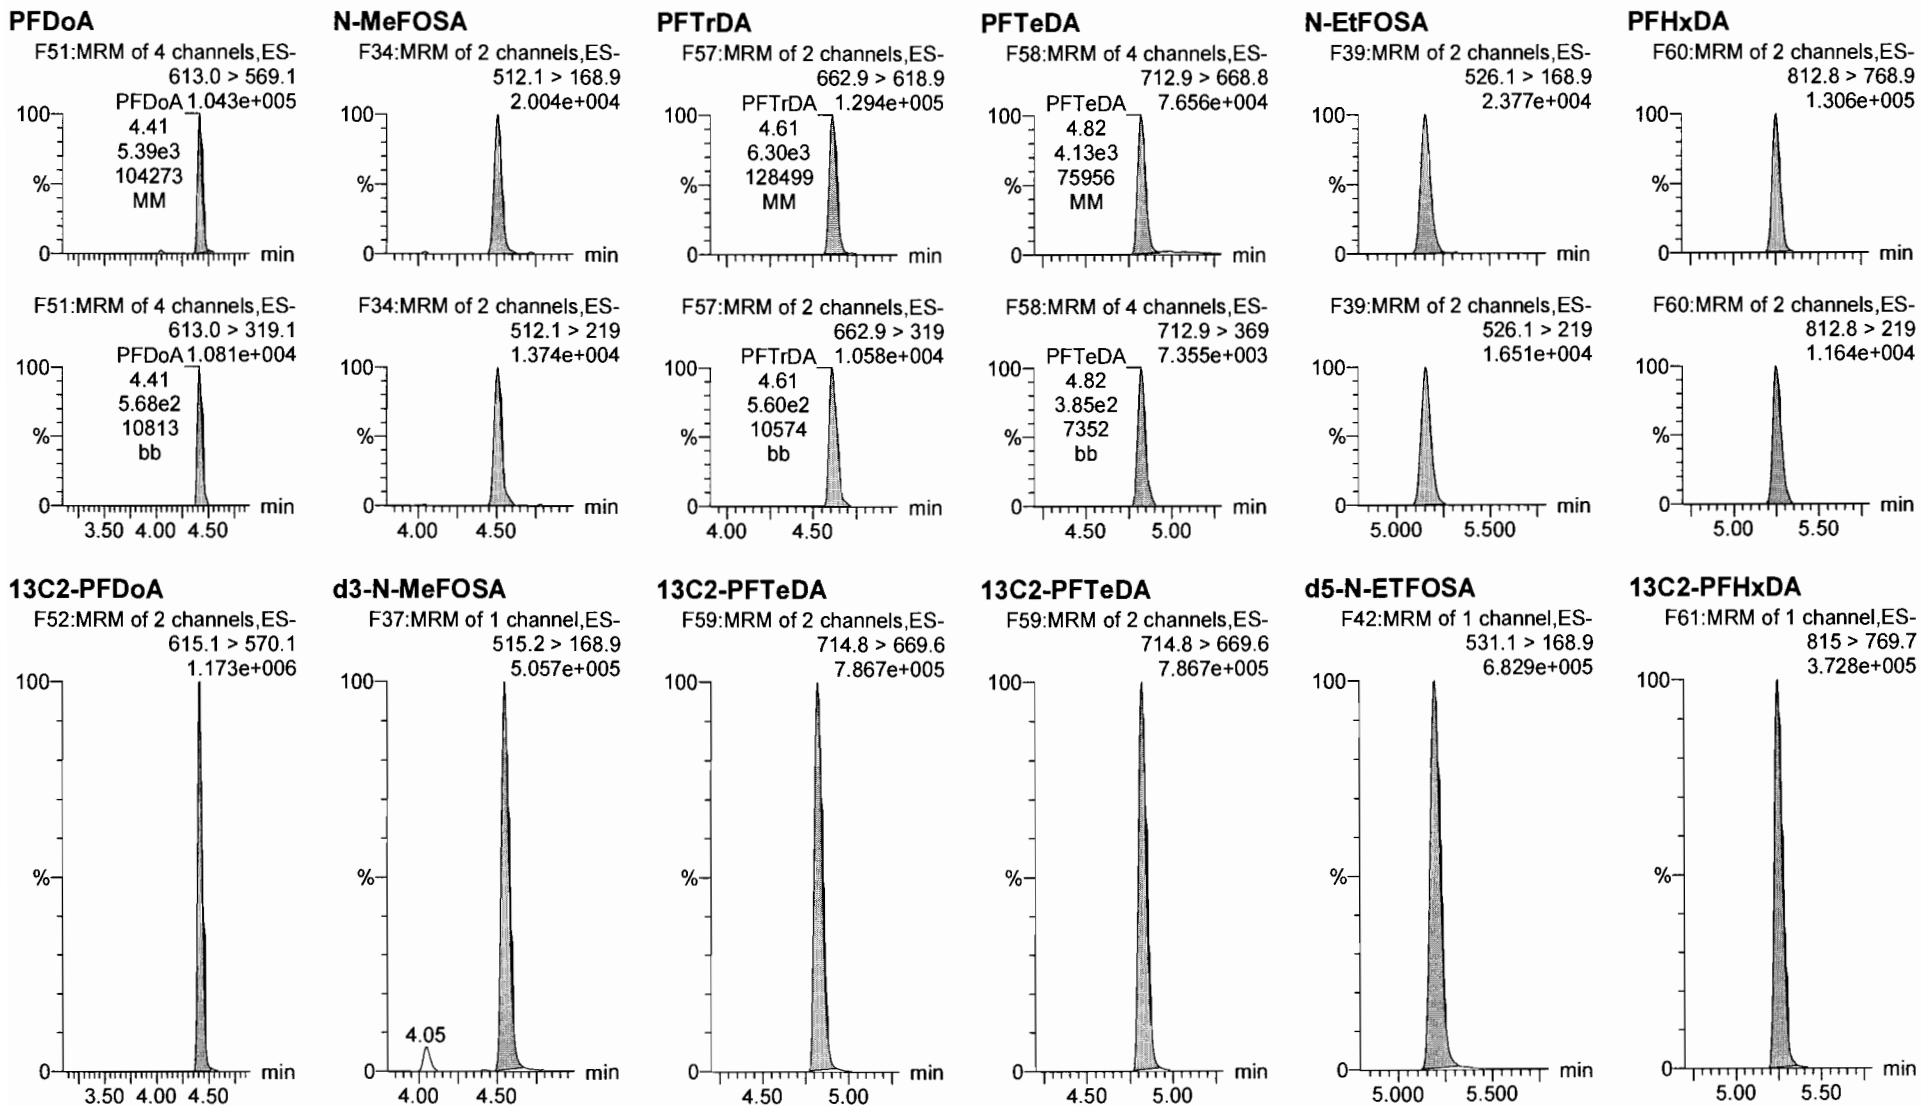 PFDoA
F51:MRM of 4 channels,ES-
613.0 > 569.1
PFDoA 1.043e+005
100
4.41
5.39e3
104273
MM
%
0
min
N-MeFOSA
F34:MRM of 2 channels,ES-
512.1 > 168.9
2.004e+004
100
%
0
min
PFTrDA
F57:MRM of 2 channels,ES-
662.9 > 618.9
PFTrDA 1.294e+005
100
4.61
6.30e3
128499
MM
%
0
min
PFTeDA
F58:MRM of 4 channels,ES-
712.9 > 668.8
PFTeDA 7.656e+004
100
4.82
4.13e3
75956
MM
%
0
min
N-EtFOSA
F39:MRM of 2 channels,ES-
526.1 > 168.9
2.377e+004
100
%
0
min
PFHxDA
F60:MRM of 2 channels,ES-
812.8 > 768.9
1.306e+005
100
%
0
min
F51:MRM of 4 channels,ES-
613.0 > 319.1
PFDoA 1.081e+004
100
4.41
5.68e2
10813
bb
%
0
min
3.50 4.00 4.50
F34:MRM of 2 channels,ES-
512.1 > 219
1.374e+004
100
%
0
min
4.00 4.50
F57:MRM of 2 channels,ES-
662.9 > 319
PFTrDA 1.058e+004
100
4.61
5.60e2
10574
bb
%
0
min
4.00 4.50
F58:MRM of 4 channels,ES-
712.9 > 369
PFTeDA 7.355e+003
100
4.82
3.85e2
7352
bb
%
0
min
4.50 5.00
F39:MRM of 2 channels,ES-
526.1 > 219
1.651e+004
100
%
0
min
5.000 5.500
F60:MRM of 2 channels,ES-
812.8 > 219
1.164e+004
100
%
0
min
5.00 5.50
13C2-PFDoA
F52:MRM of 2 channels,ES-
615.1 > 570.1
1.173e+006
100
%
0
min
3.50 4.00 4.50
d3-N-MeFOSA
F37:MRM of 1 channel,ES-
515.2 > 168.9
5.057e+005
100
%
4.05
0
min
4.00 4.50
13C2-PFTeDA
F59:MRM of 2 channels,ES-
714.8 > 669.6
7.867e+005
100
%
0
min
4.50 5.00
13C2-PFTeDA
F59:MRM of 2 channels,ES-
714.8 > 669.6
7.867e+005
100
%
0
min
4.50 5.00
d5-N-ETFOSA
F42:MRM of 1 channel,ES-
531.1 > 168.9
6.829e+005
100
%
0
min
5.000 5.500
13C2-PFHxDA
F61:MRM of 1 channel,ES-
815 > 769.7
3.728e+005
100
%
0
min
5.00 5.50